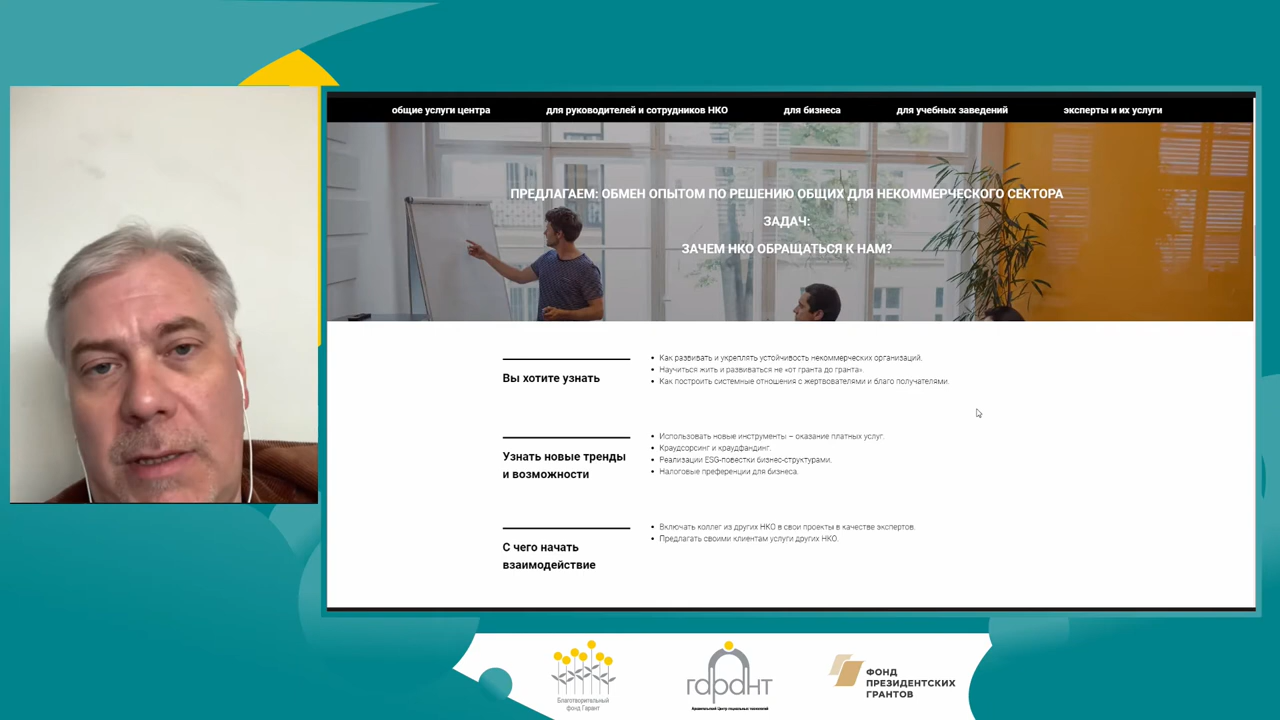 общие услуги центра
для руководителей и сотрудников НКО
для бизнеса
для учебных заведений
эксперты и их услуги
ПРЕДЛАГАЕМ: ОБМЕН ОПЫТОМ ПО РЕШЕНИЮ ОБЩИХ ДЛЯ НЕКОММЕРЧЕСКОГО СЕКТОРА
ЗАДАЧ:
ЗАЧЕМ НКО ОБРАЩАТЬСЯ К НАМ?
Вы хотите узнать
• Как развивать и укреплять устойчивость некоммерческих организаций.
• Научиться жить и развиваться не «от гранта до гранта».
• Как построить системные отношения с жертвователями и благо получателями.
Узнать новые тренды
и возможности
• Использовать новые инструменты – оказание платных услуг.
• Краудсорсинг и краудфандинг.
• Реализации ESG-повестки бизнес-структурами.
• Налоговые преференции для бизнеса.
С чего начать
взаимодействие
• Включать коллег из других НКО в свои проекты в качестве экспертов.
• Предлагать своими клиентам услуги других НКО.
Благотворительный
фонд Гарант
гарант
Архангельский Центр социальных технологий
ФОНД
ПРЕЗИДЕНТСКИХ
ГРАНТОВ